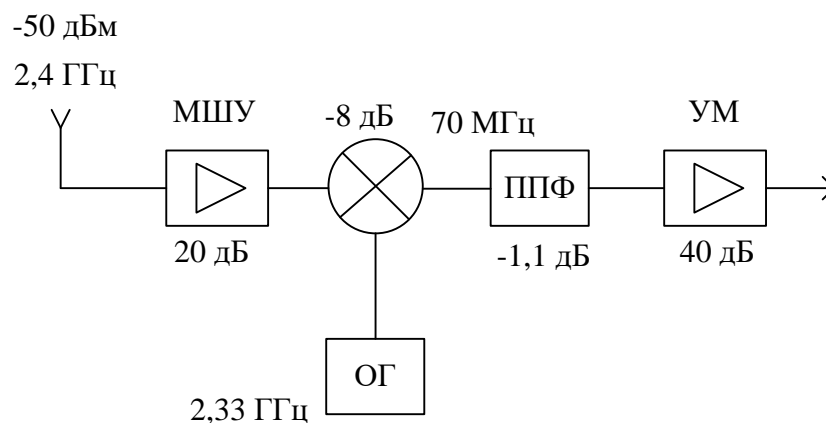 -50 дБм
2,4 ГГц
МШУ
-8 дБ
70 МГц
УМ
ППФ
20 дБ
-1,1 дБ
40 дБ
ОГ
2,33 ГГц